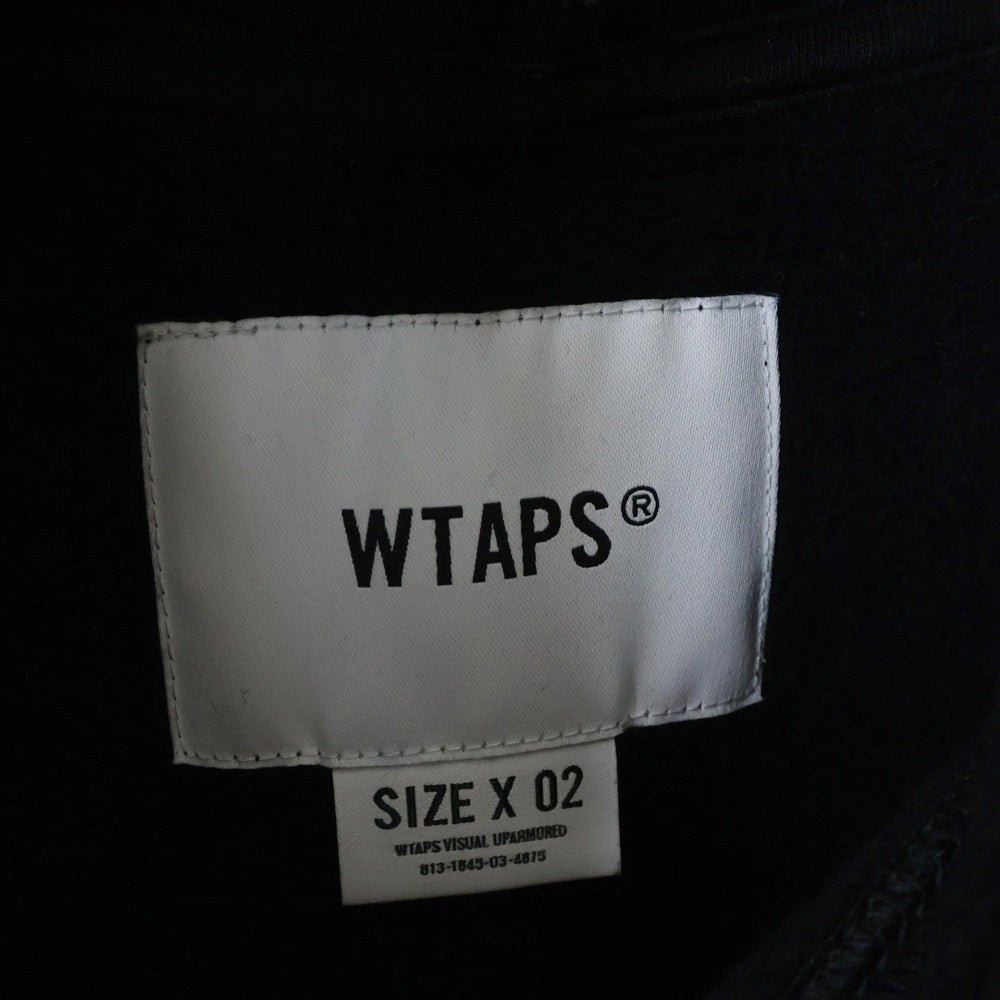 WTAPS®
SIZE X 02
WTAPS VISUAL UPARMORED
813-1845-03-4875